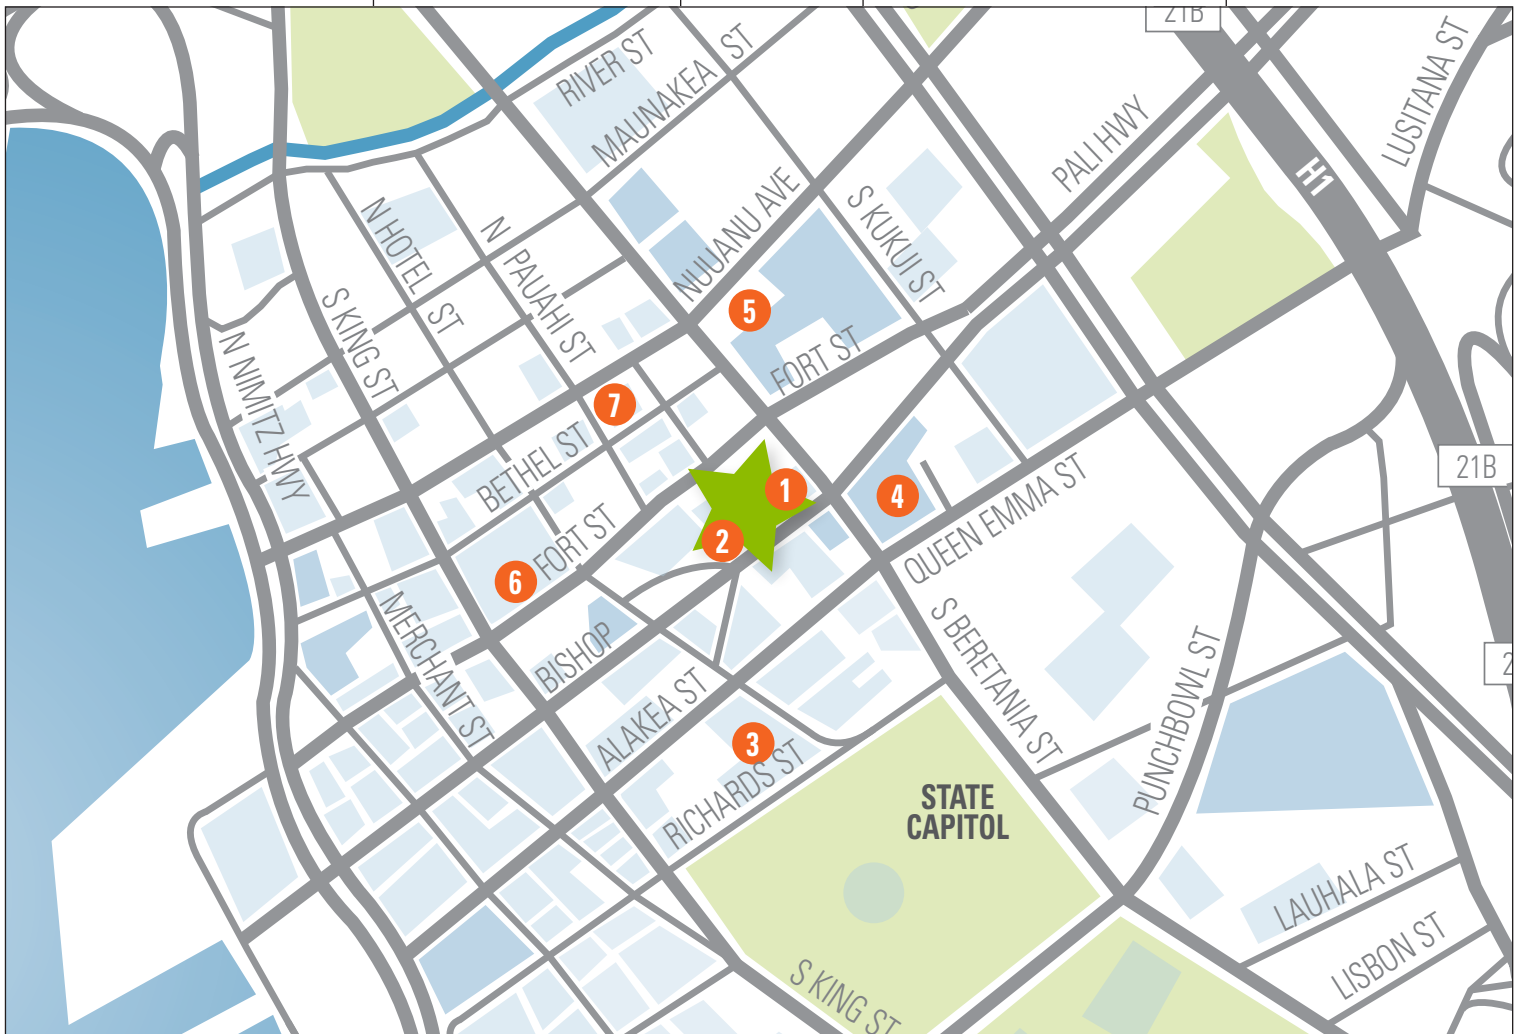 21B
LUSITANA ST
RIVER ST
MAUNAKEA ST
PALI HWY
H1
N HOTEL ST
N PAUAHI ST
NUUANU AVE
S KUKUI ST
S KING ST
N NIMITZ HWY
5
FORT ST
7
BETHEL ST
21B
1
4
2
QUEEN EMMA ST
FORT ST
6
MERCHANT ST
BISHOP
S BERETANIA ST
PUNCHBOWL ST
ALAKEA ST
3
RICHARDS ST
STATE
CAPITOL
LAUHALA ST
LISBON ST
S KING ST